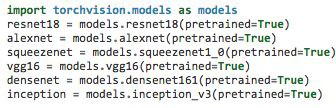 import torchvision.models as models
resnet18 = models.resnet18(pretrained=True)
alexnet = models.alexnet(pretrained=True)
squeezenet = models.squeezenet1_0(pretrained=True)
vgg16 = models.vgg16(pretrained=True)
densenet = models.densenet161(pretrained=True)
inception = models.inception_v3(pretrained=True)